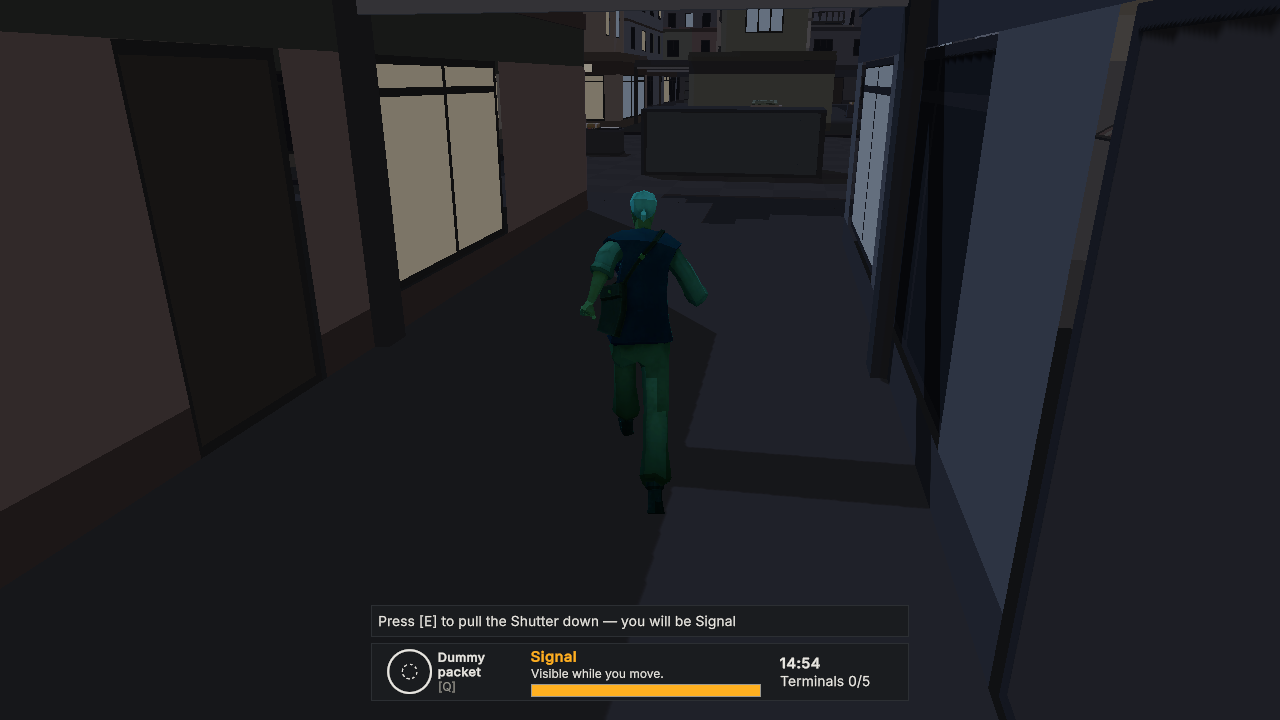 Press [E] to pull the Shutter down — you will be Signal
Dummy packet
[Q]
Signal
Visible while you move.
14:54
Terminals 0/5